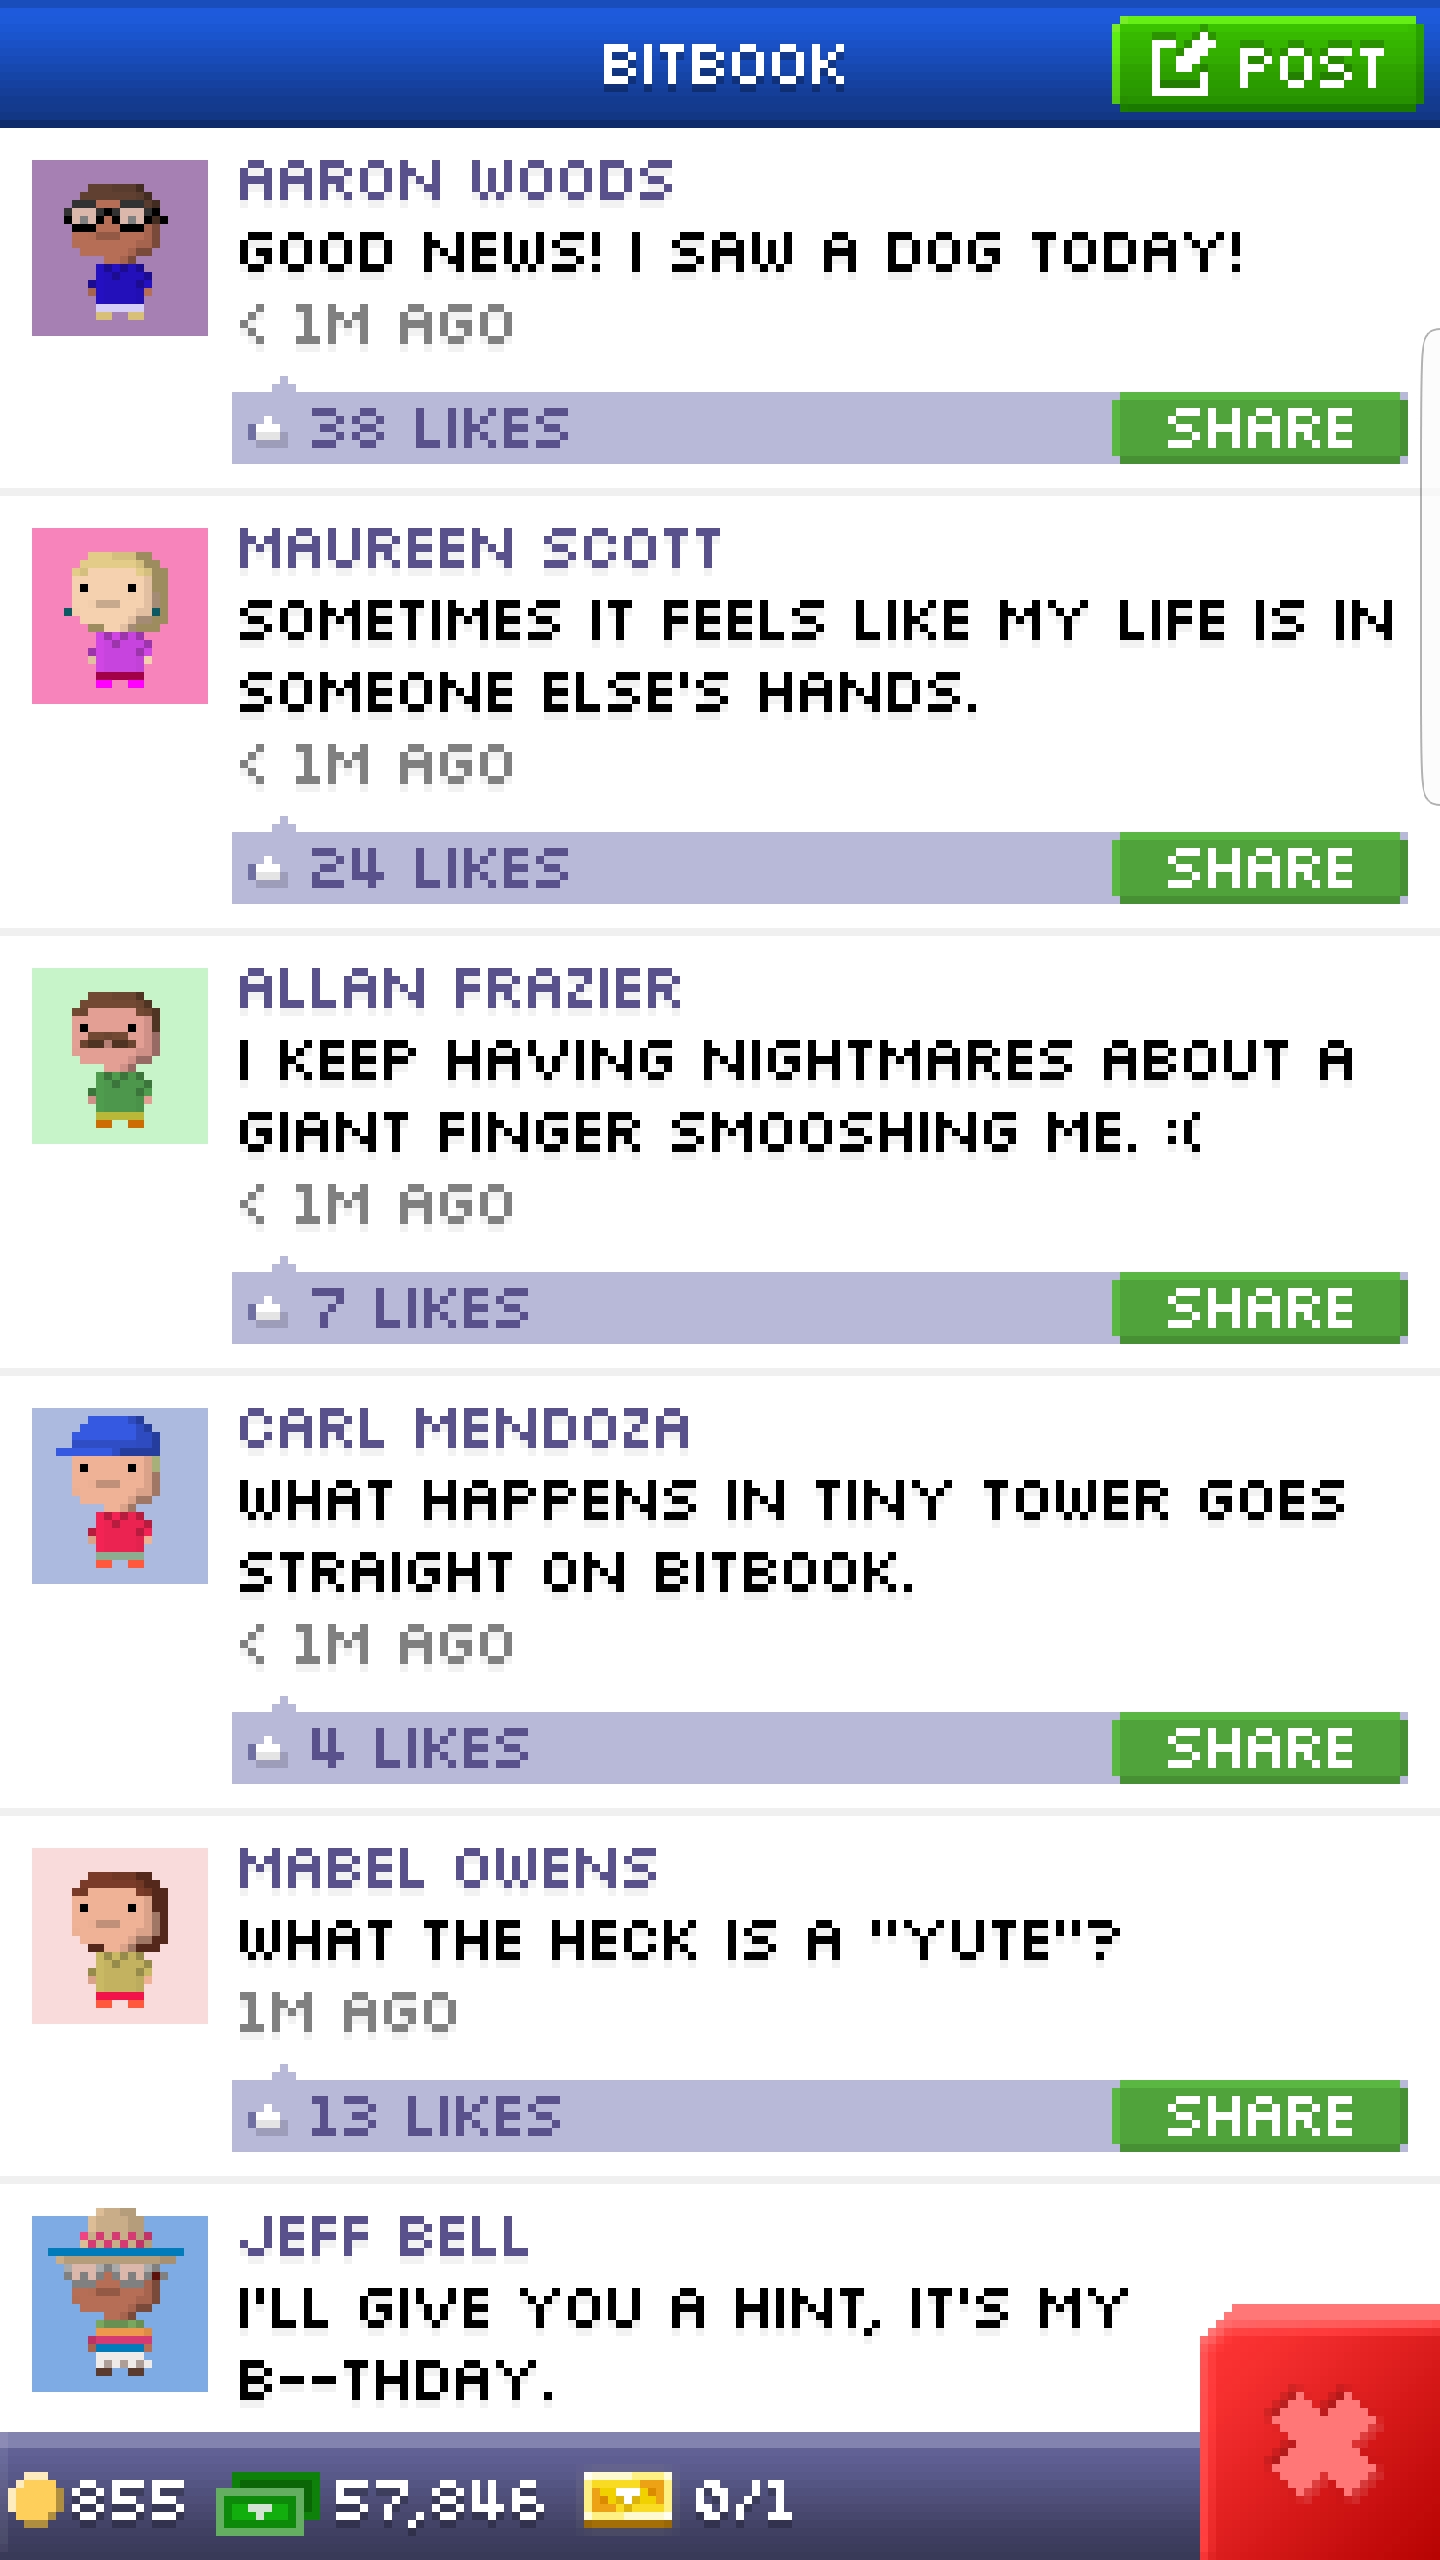 BITBOOK
POST
AARON WOODS
GOOD NEWS! I SAW A DOG TODAY!
< 1M AGO
38 LIKES
SHARE
MAUREEN SCOTT
SOMETIMES IT FEELS LIKE MY LIFE IS IN
SOMEONE ELSE'S HANDS.
< 1M AGO
24 LIKES
SHARE
ALLAN FRAZIER
I KEEP HAVING NIGHTMARES ABOUT A
GIANT FINGER SMOOSHING ME. :(
< 1M AGO
7 LIKES
SHARE
CARL MENDOZA
WHAT HAPPENS IN TINY TOWER GOES
STRAIGHT ON BITBOOK.
< 1M AGO
4 LIKES
SHARE
MABEL OWENS
WHAT THE HECK IS A "YUTE"?
1M AGO
13 LIKES
SHARE
JEFF BELL
I'LL GIVE YOU A HINT, IT'S MY
B--THDAY.
855 57,846 0/1